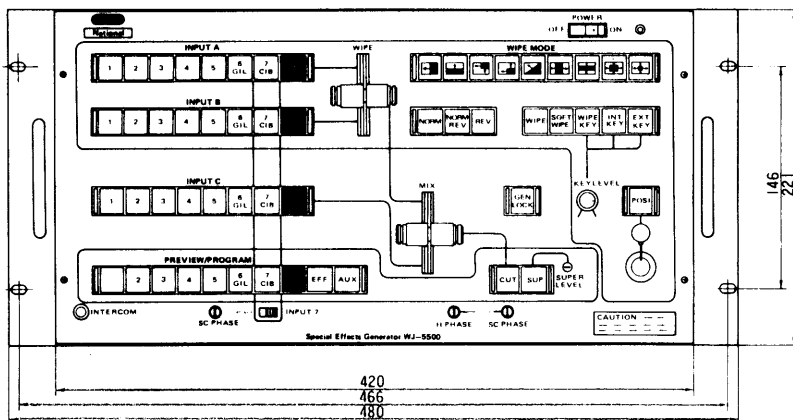 POWER
OFF ON
National
INPUT A
WIPE
WIPE MODE
1 2 3 4 5 6 GIL 7 CIB
INPUT B
1 2 3 4 5 6 GIL 7 CIB
NORM NORM REV REV
WIPE SOFT WIPE WIPE KEY INT KEY EXT KEY
INPUT C
MIX
KEY LEVEL
1 2 3 4 5 6 GIL 7 CIB
GEN LOCK
POSI
PREVIEW/PROGRAM
1 2 3 4 5 6 GIL 7 CIB EFF AUX
CUT SUP
SUPER LEVEL
INTERCOM
SC PHASE
INPUT 7
H PHASE SC PHASE
CAUTION
Special Effects Generator WJ-5500
146
221
420
466
480